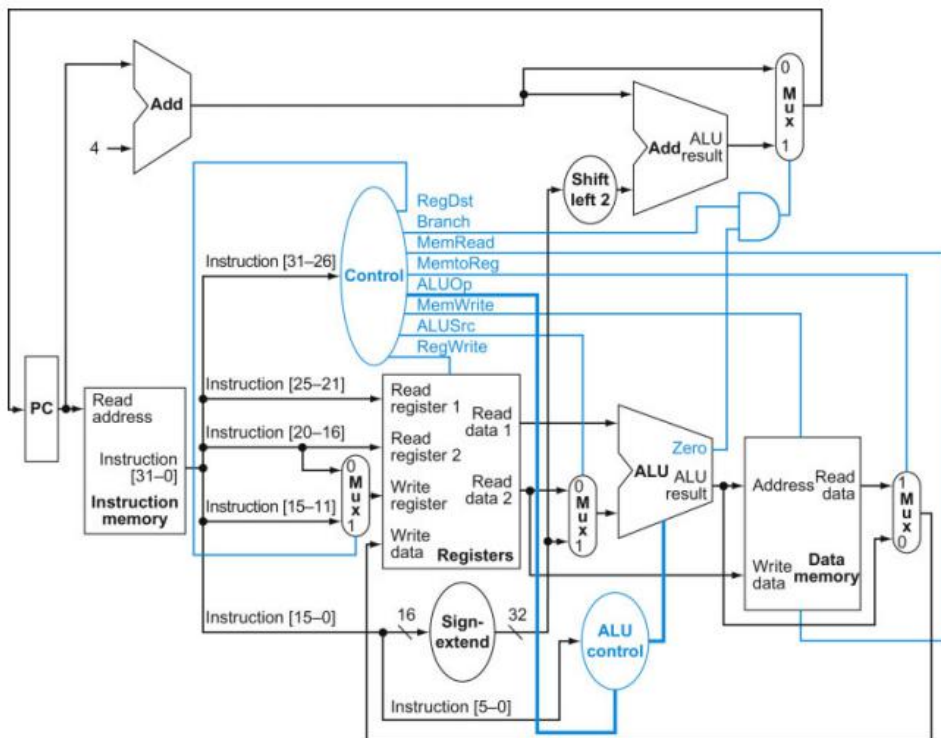 0
M
u
x
1
Add
4
Add
ALU
result
Shift
left 2
RegDst
Branch
MemRead
MemtoReg
ALUOp
MemWrite
ALUSrc
RegWrite
Control
Instruction [31–26]
Instruction [25–21]
Instruction [20–16]
Instruction [15–11]
Instruction [15–0]
Instruction [5–0]
PC
Read
address
Instruction
[31–0]
Instruction
memory
0
M
u
x
1
Read
register 1
Read
register 2
Write
register
Write
data
Read
data 1
Read
data 2
Registers
0
M
u
x
1
Zero
ALU
ALU
result
Address
Read
data
Write
data
Data
memory
1
M
u
x
0
16
Sign-
extend
32
ALU
control